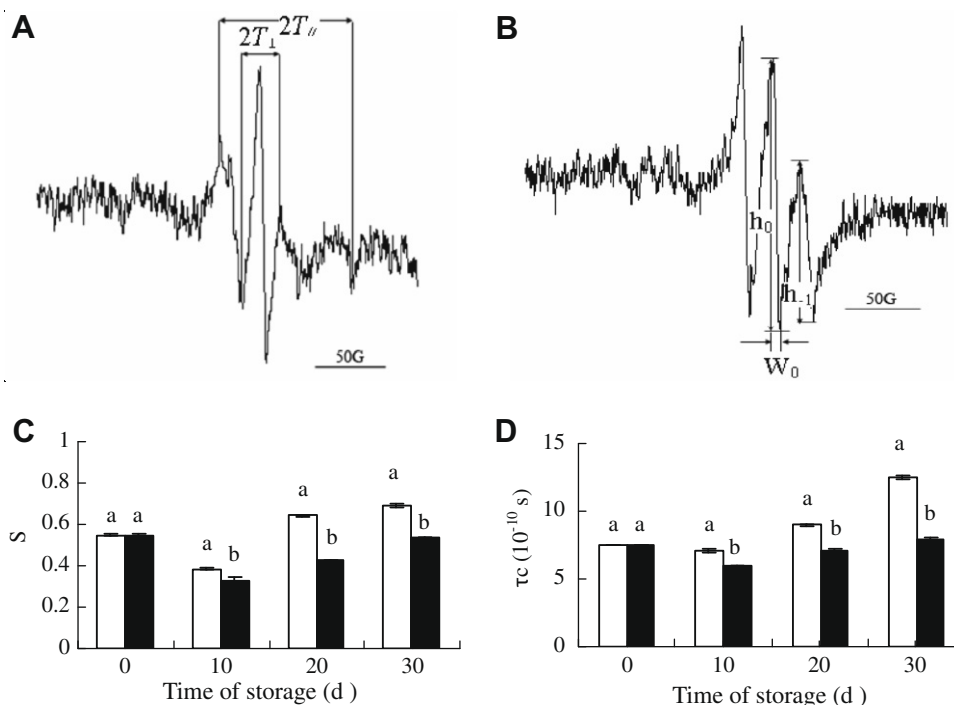 A
2T∥
2T⊥
50G
B
h₀
h₋₁
50G
W₀
C
S
1
0.8
0.6
0.4
0.2
0
a a
a b
a b
a b
0 10 20 30
Time of storage (d )
D
τc (10⁻¹⁰ s)
15
10
5
0
a a
a b
a b
a b
0 10 20 30
Time of storage (d)